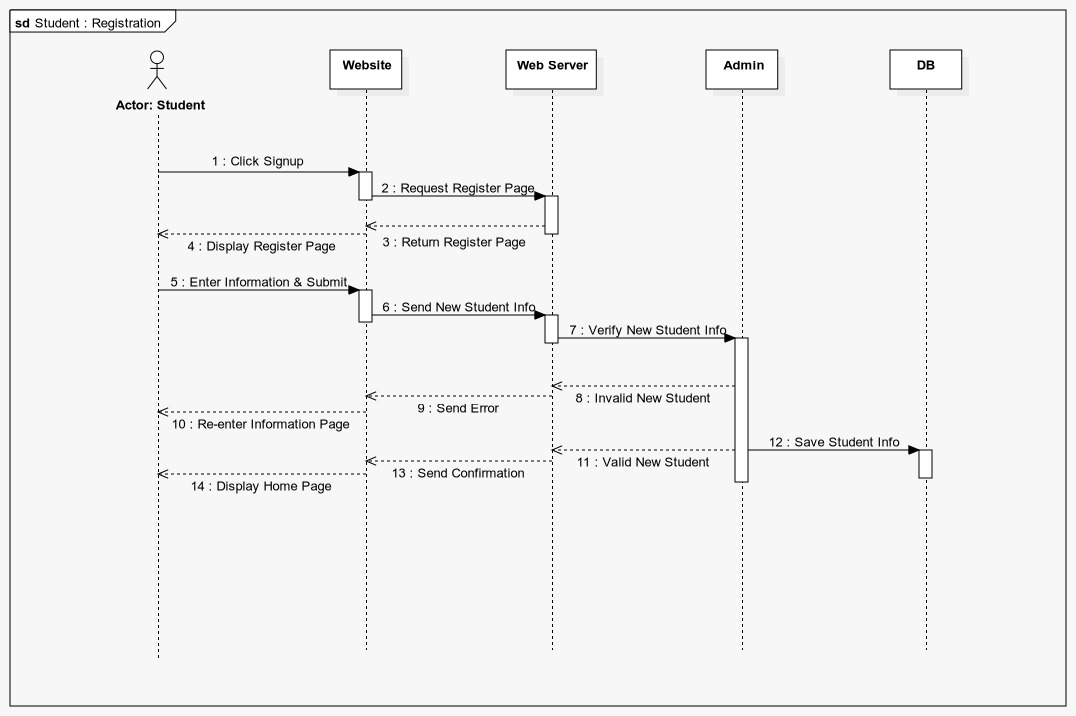 sd Student : Registration
Actor: Student
Website
Web Server
Admin
DB
1 : Click Signup
2 : Request Register Page
3 : Return Register Page
4 : Display Register Page
5 : Enter Information & Submit
6 : Send New Student Info
7 : Verify New Student Info
8 : Invalid New Student
9 : Send Error
10 : Re-enter Information Page
12 : Save Student Info
11 : Valid New Student
13 : Send Confirmation
14 : Display Home Page